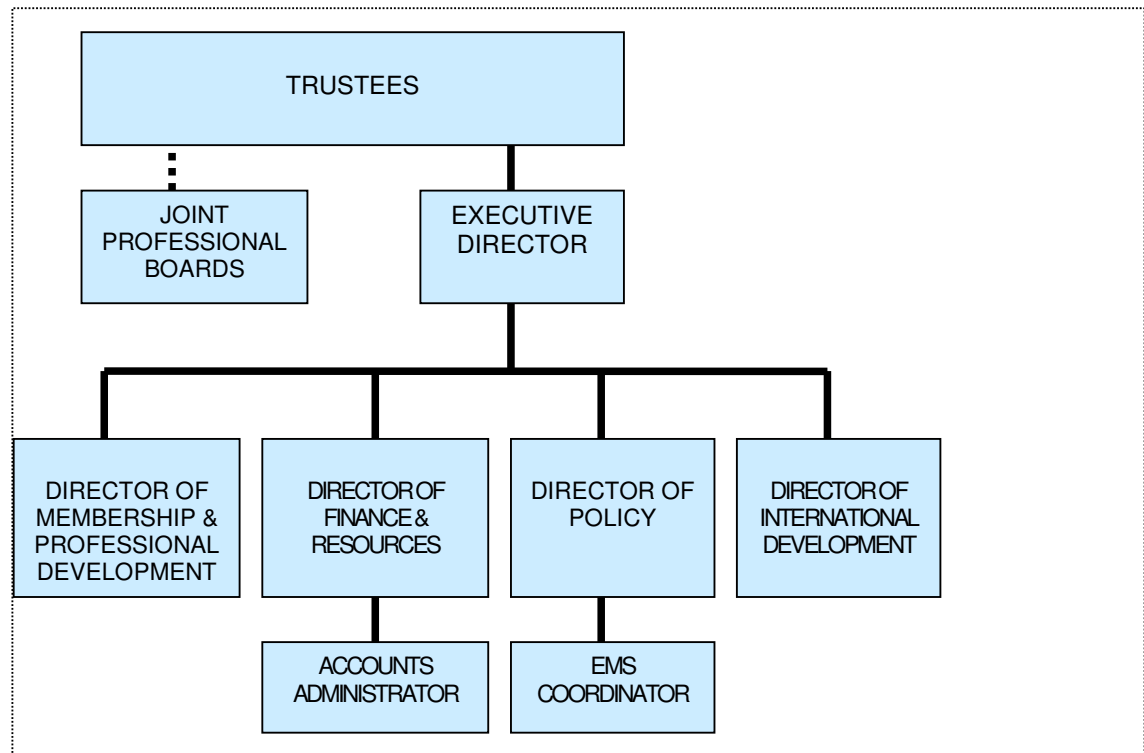 TRUSTEES
JOINT
PROFESSIONAL
BOARDS
EXECUTIVE
DIRECTOR
DIRECTOR OF
MEMBERSHIP &
PROFESSIONAL
DEVELOPMENT
DIRECTOR OF
FINANCE &
RESOURCES
DIRECTOR OF
POLICY
DIRECTOR OF
INTERNATIONAL
DEVELOPMENT
ACCOUNTS
ADMINISTRATOR
EMS
COORDINATOR